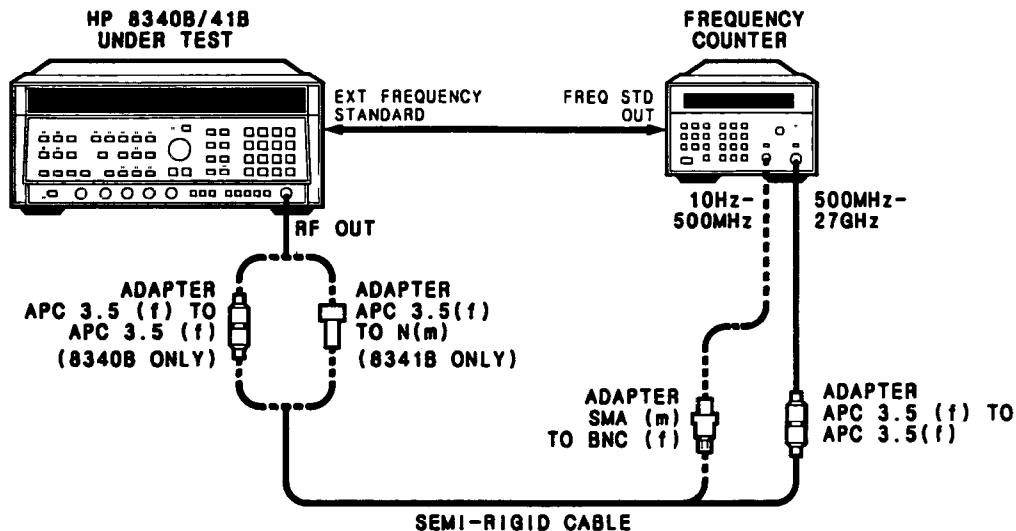 HP 8340B/41B
UNDER TEST
FREQUENCY
COUNTER
EXT FREQUENCY
STANDARD
FREQ STD
OUT
10Hz-
500MHz
500MHz-
27GHz
RF OUT
ADAPTER
APC 3.5 (f) TO
APC 3.5 (f)
(8340B ONLY)
ADAPTER
APC 3.5(f)
TO N(m)
(8341B ONLY)
ADAPTER
SMA (m)
TO BNC (f)
ADAPTER
APC 3.5 (f) TO
APC 3.5(f)
SEMI-RIGID CABLE